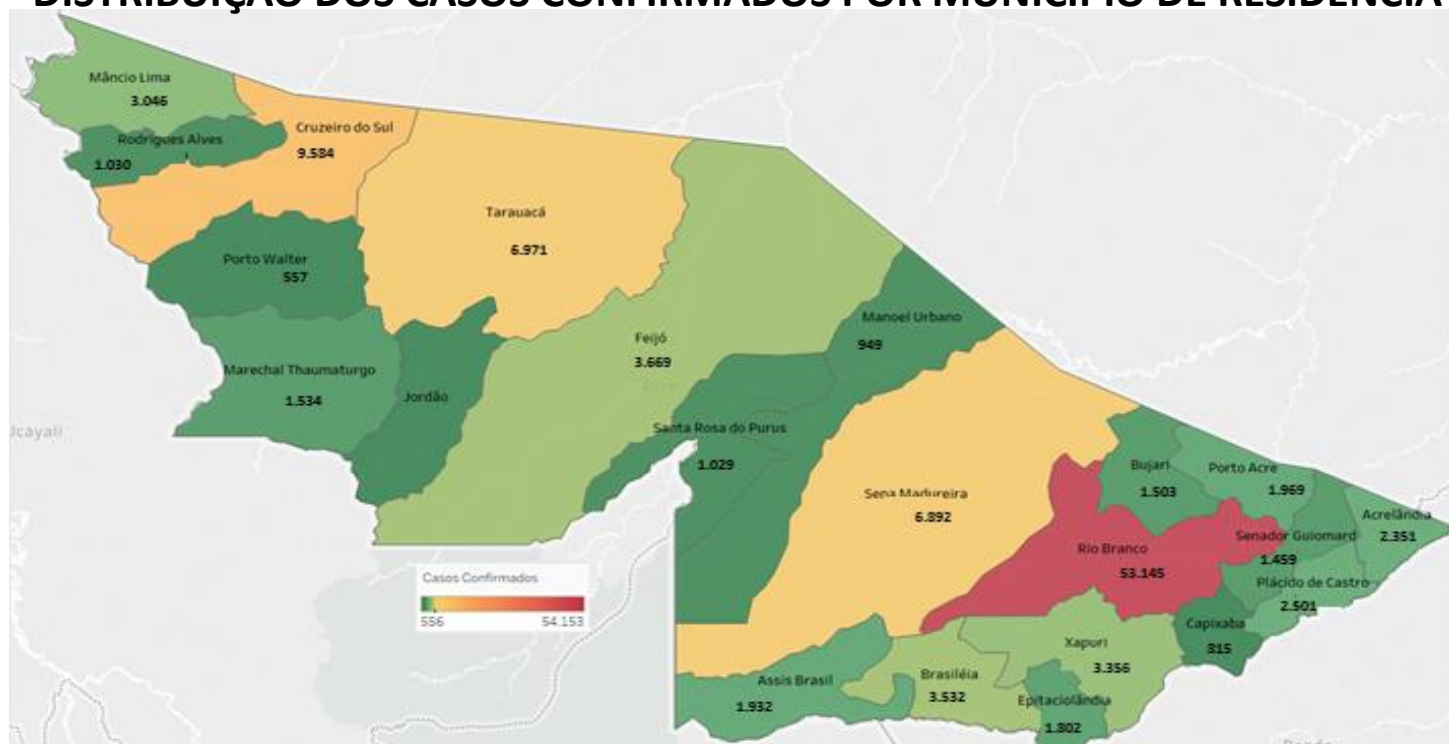 DISTRIBUIÇÃO DOS CASOS CONFIRMADOS POR MUNICÍPIO DE RESIDÊNCIA
Mâncio Lima
3.046
Rodrigues Alves
1.030
Cruzeiro do Sul
9.584
Tarauacá
6.971
Porto Walter
557
Feijó
3.669
Manoel Urbano
949
Marechal Thaumaturgo
1.534
Jordão
Santa Rosa do Purus
1.029
Ucayali
Sena Madureira
6.892
Bujari
1.503
Porto Acre
1.969
Acrelândia
2.351
Senador Guiomard
1.459
Rio Branco
53.145
Plácido de Castro
2.501
Capixaba
815
Xapuri
3.356
Brasiléia
3.532
Assis Brasil
1.932
Epitaciolândia
1.802
Casos Confirmados
556 54.153